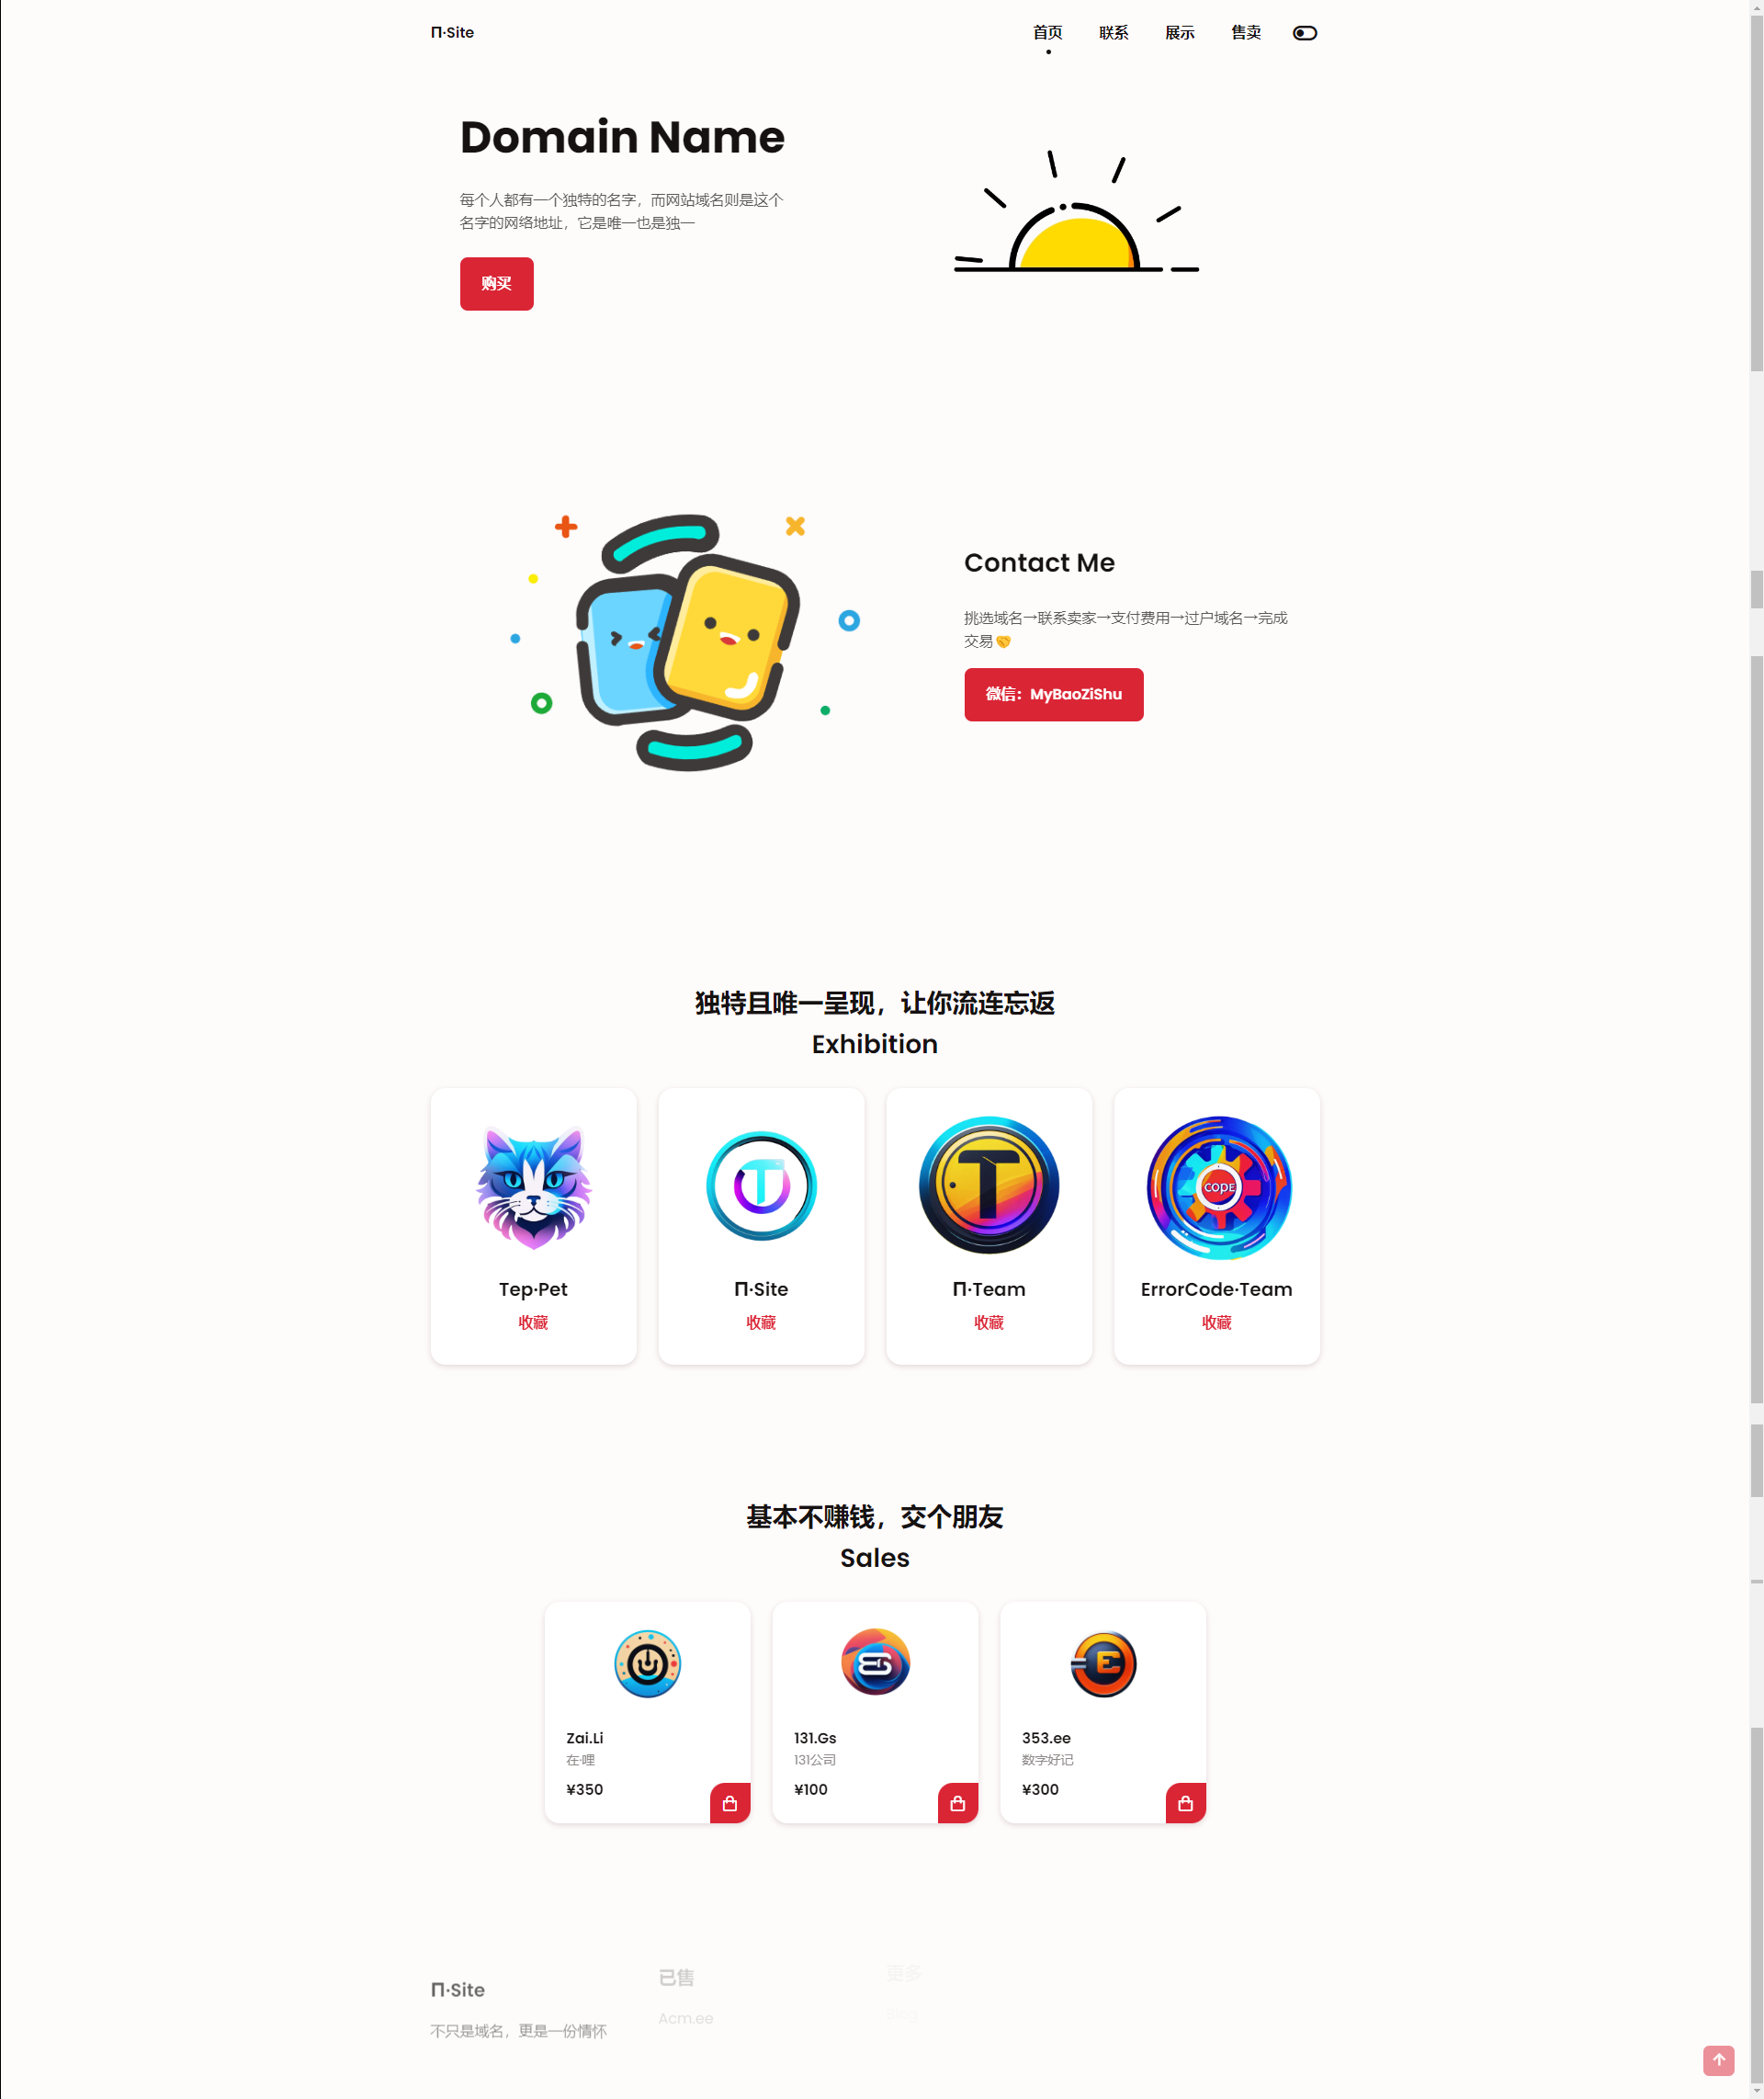 Π·Site
首页 联系 展示 售卖
Domain Name
每个人都有一个独特的名字，而网站域名则是这个
名字的网络地址，它是唯一也是独一
购买
Contact Me
挑选域名→联系卖家→支付费用→过户域名→完成
交易🤝
微信：MyBaoZiShu
独特且唯一呈现，让你流连忘返
Exhibition
COPE
Tep·Pet
收藏
Π·Site
收藏
Π·Team
收藏
ErrorCode·Team
收藏
基本不赚钱，交个朋友
Sales
Zai.Li
在·哩
¥350
131.Gs
131公司
¥100
353.ee
数字好记
¥300
Π·Site
不只是域名，更是一份情怀
已售
Acm.ee
更多
Blog